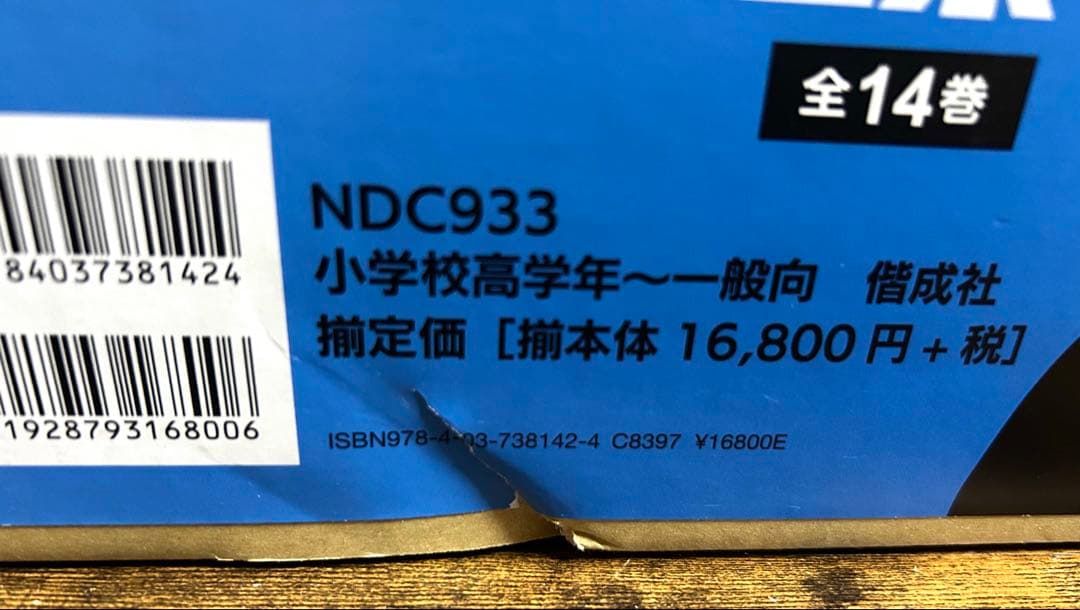 全14巻
84037381424
NDC933
小学校高学年～一般向　偕成社
揃定価［揃本体 16,800円+税］
1928793168006
ISBN978-4-03-738142-4 C8397 ¥16800E